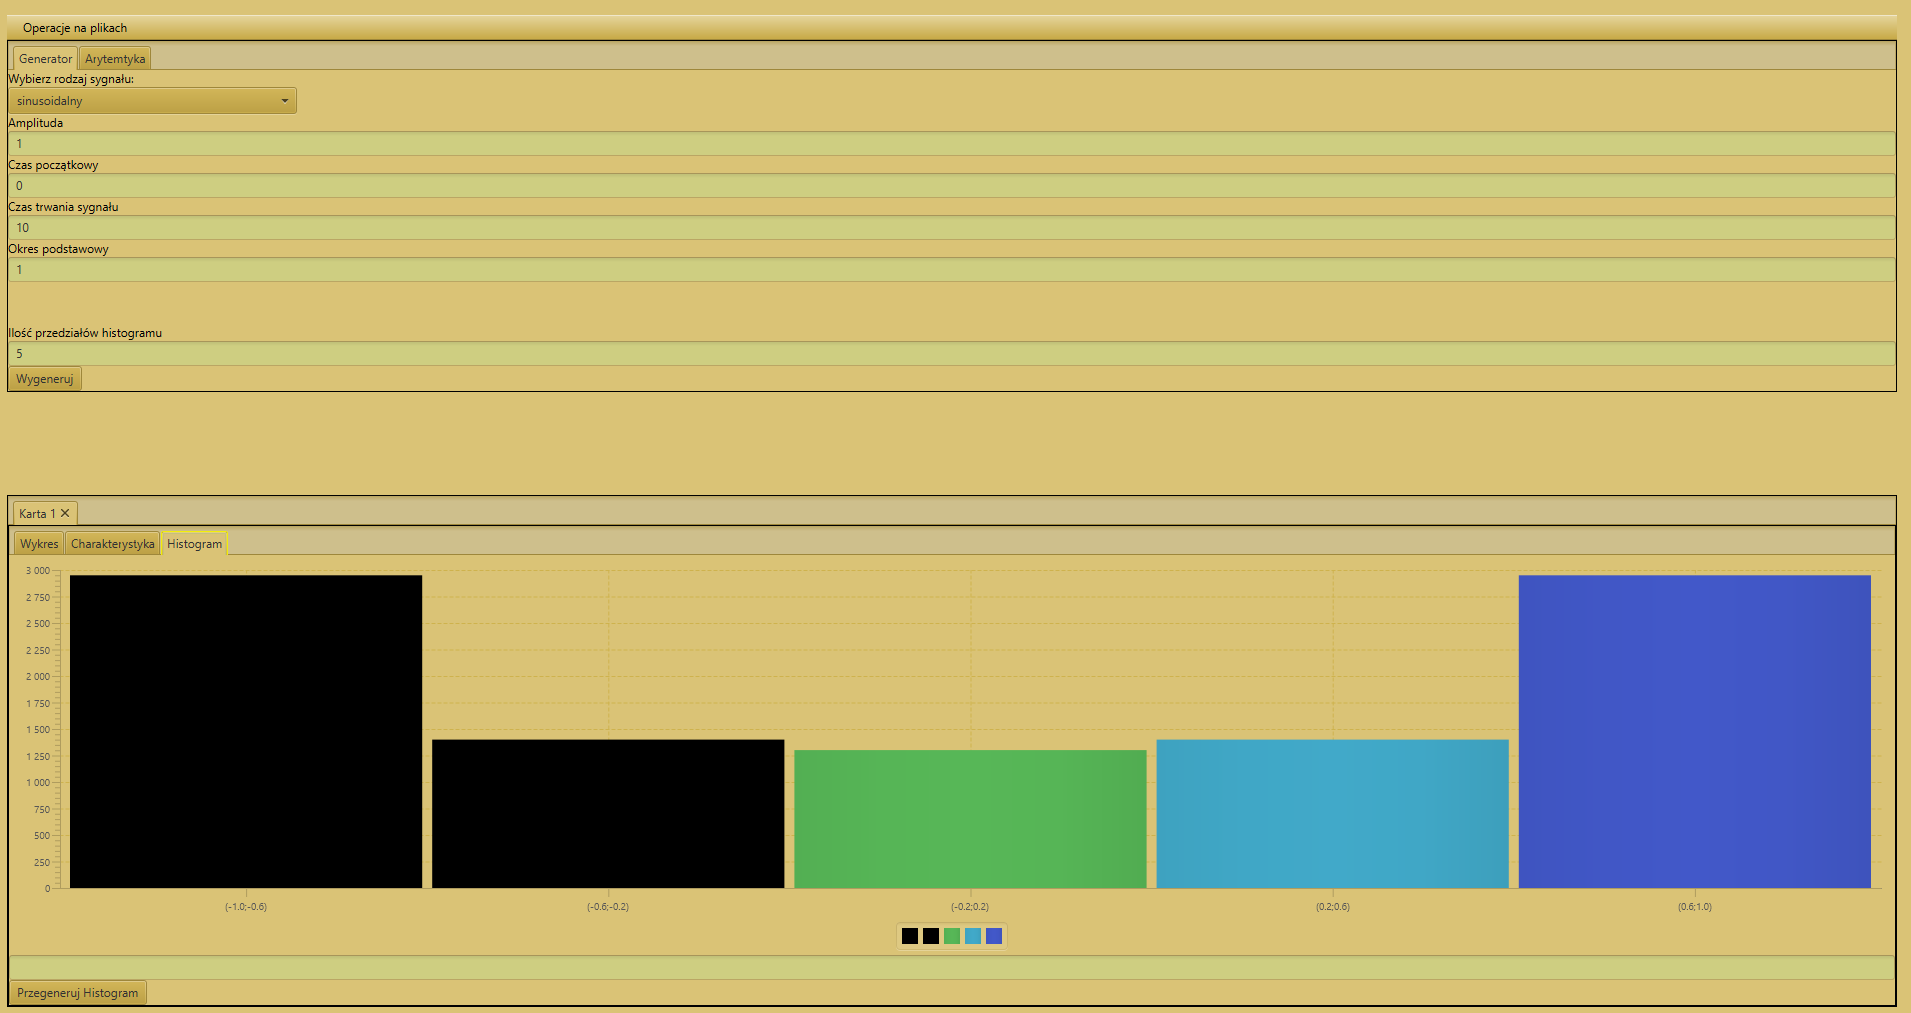 Operacje na plikach
Generator Arytemtyka
Wybierz rodzaj sygnału:
sinusoidalny
Amplituda
1
Czas początkowy
0
Czas trwania sygnału
10
Okres podstawowy
1
Ilość przedziałów histogramu
5
Wygeneruj
Karta 1
Wykres Charakterystyka Histogram
3 000
2 750
2 500
2 250
2 000
1 750
1 500
1 250
1 000
750
500
250
0
(-1.0;-0.6) (-0.6;-0.2) (-0.2;0.2) (0.2;0.6) (0.6;1.0)
Przegeneruj Histogram